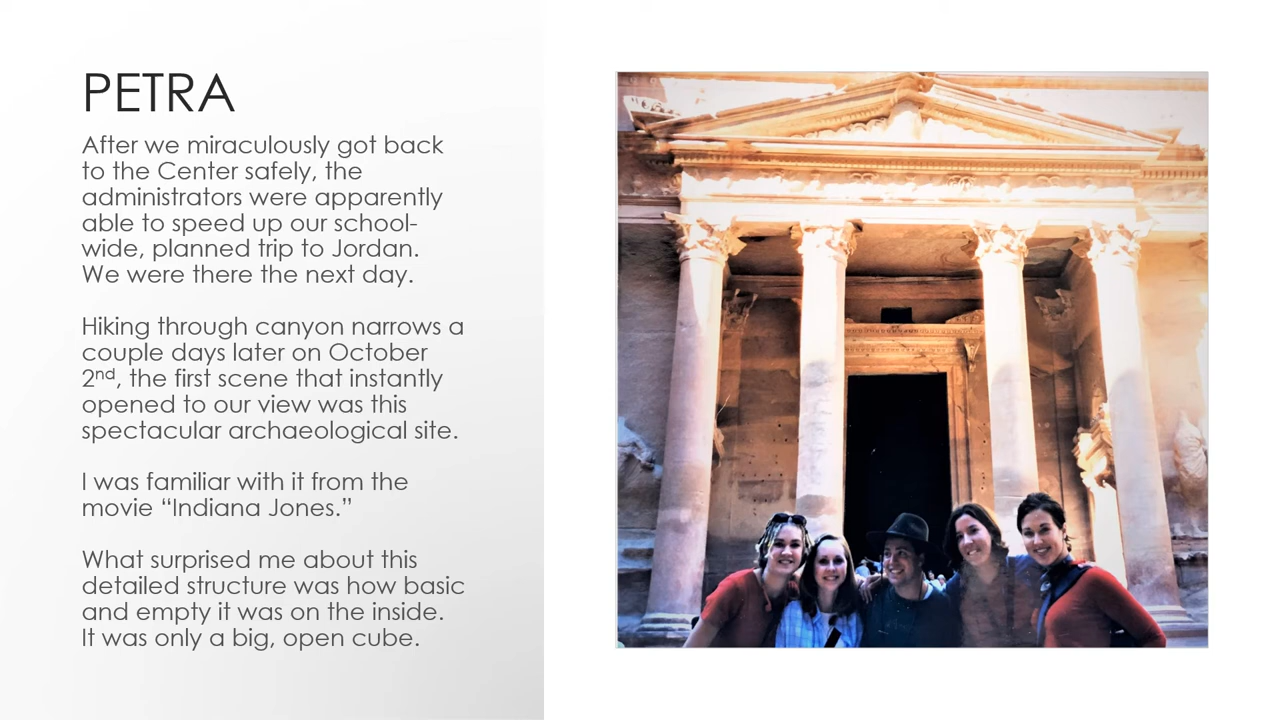 PETRA
After we miraculously got back
to the Center safely, the
administrators were apparently
able to speed up our school-
wide, planned trip to Jordan.
We were there the next day.
Hiking through canyon narrows a
couple days later on October
2nd, the first scene that instantly
opened to our view was this
spectacular archaeological site.
I was familiar with it from the
movie “Indiana Jones.”
What surprised me about this
detailed structure was how basic
and empty it was on the inside.
It was only a big, open cube.